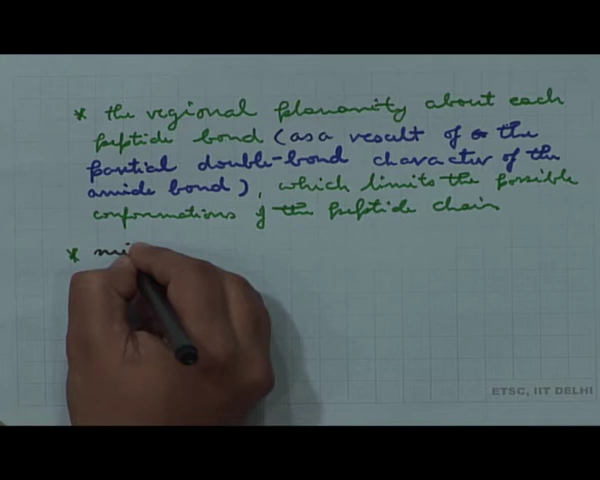 * the regional planarity about each
peptide bond (as a result of the
partial double-bond character of the
amide bond), which limits the possible
conformations of the peptide chain
* mi
ETSC, IIT DELHI